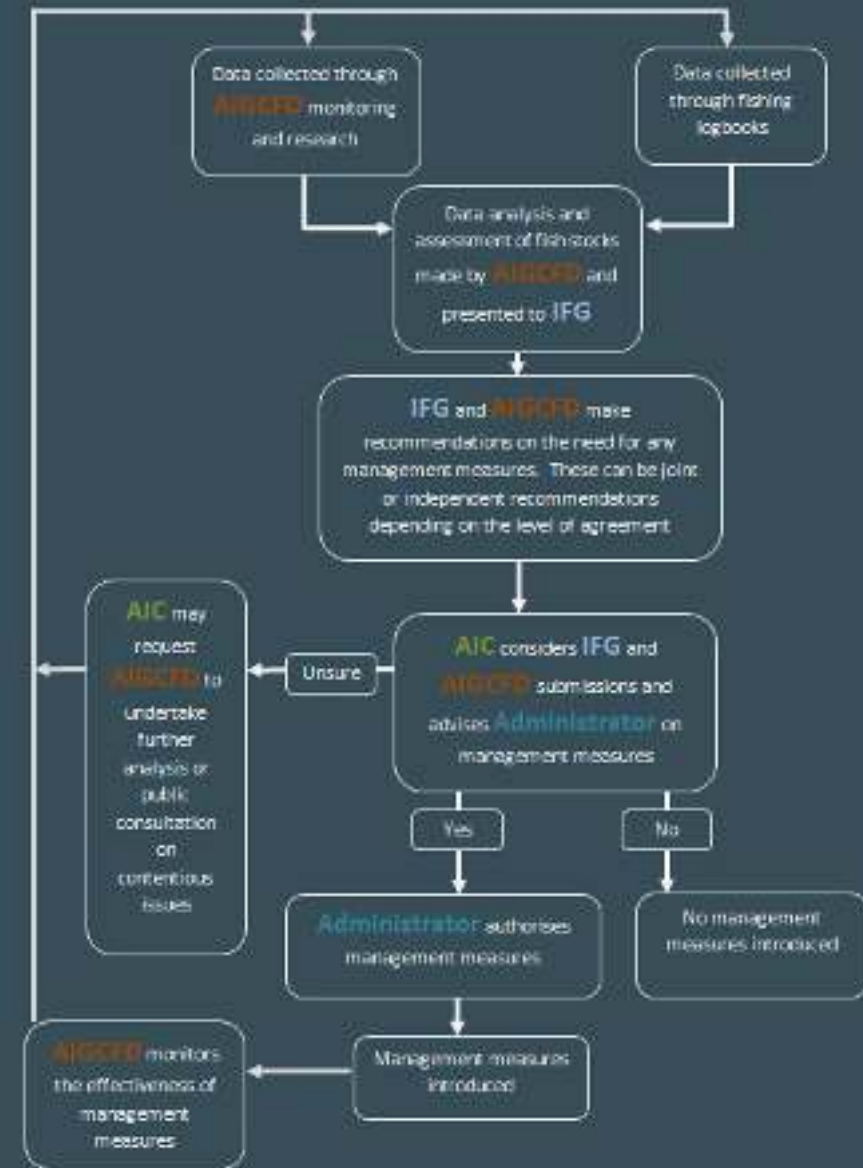 Data collected through
AIGCFD monitoring
and research
Data collected
through fishing
logbooks
Data analysis and
assessment of fish stocks
made by AIGCFD and
presented to IFG
IFG and AIGCFD make
recommendations on the need for any
management measures. These can be joint
or independent recommendations
depending on the level of agreement
AIC may
request
AIGCFD to
undertake
further
analysis or
public
consultation
on
contentious
issues
Unsure
AIC considers IFG and
AIGCFD submissions and
advises Administrator on
management measures
Yes
No
Administrator authorises
management measures
No management
measures introduced
AIGCFD monitors
the effectiveness of
management
measures
Management measures
introduced